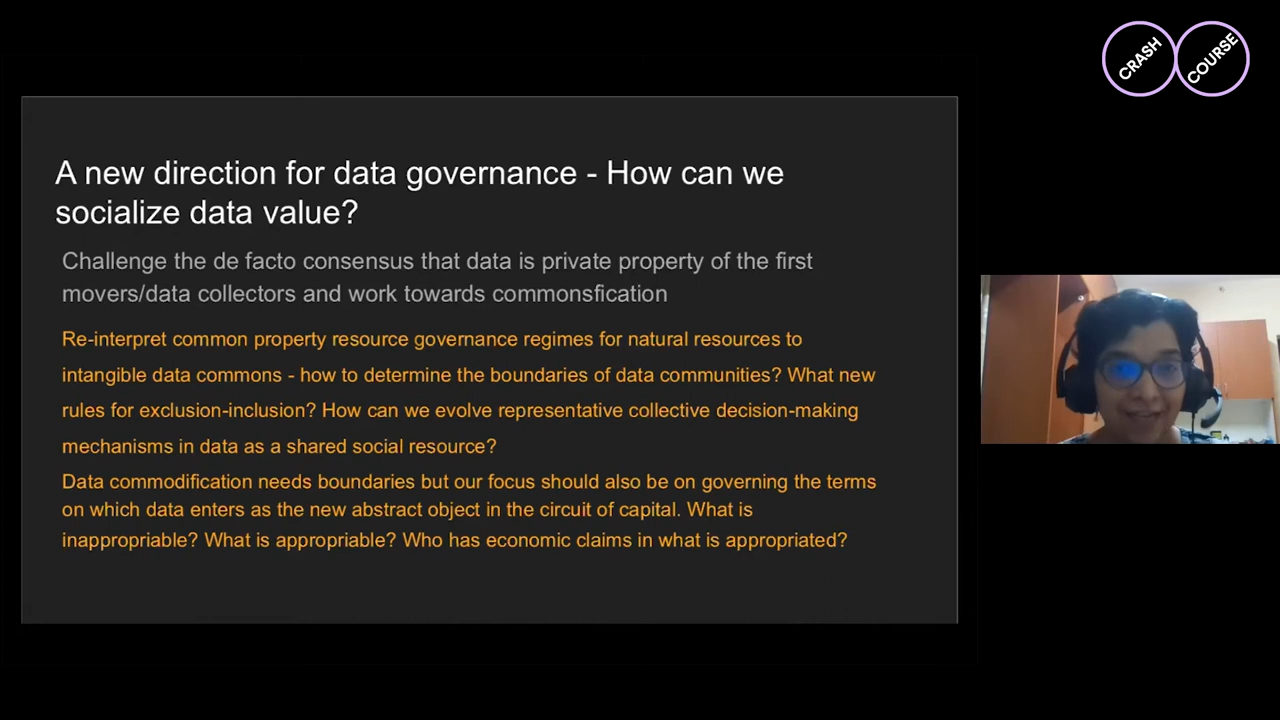 CRASH COURSE
A new direction for data governance - How can we
socialize data value?
Challenge the de facto consensus that data is private property of the first
movers/data collectors and work towards commonsfication
Re-interpret common property resource governance regimes for natural resources to
intangible data commons - how to determine the boundaries of data communities? What new
rules for exclusion-inclusion? How can we evolve representative collective decision-making
mechanisms in data as a shared social resource?
Data commodification needs boundaries but our focus should also be on governing the terms
on which data enters as the new abstract object in the circuit of capital. What is
inappropriable? What is appropriable? Who has economic claims in what is appropriated?